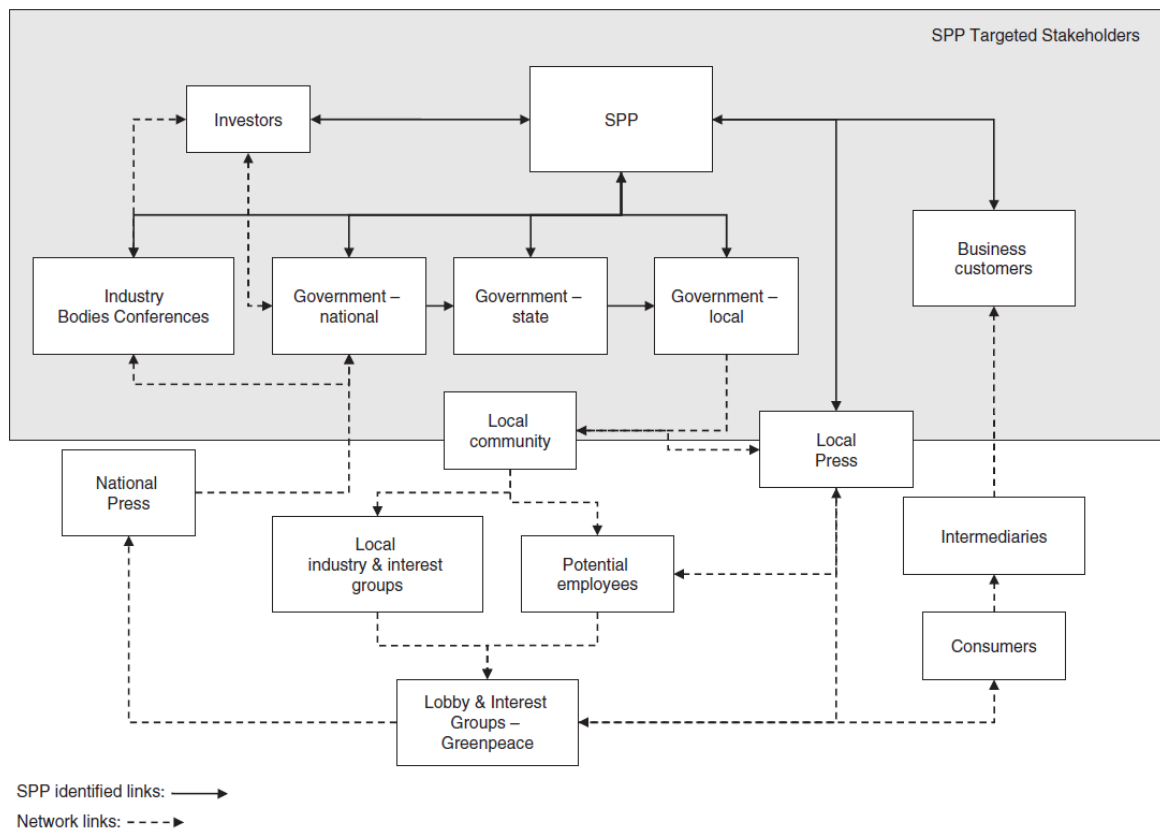 SPP Targeted Stakeholders
Investors
SPP
Industry
Bodies Conferences
Government –
national
Government –
state
Government –
local
Business
customers
Local
community
Local
Press
National
Press
Local
industry & interest
groups
Potential
employees
Intermediaries
Consumers
Lobby & Interest
Groups –
Greenpeace
SPP identified links:
Network links: